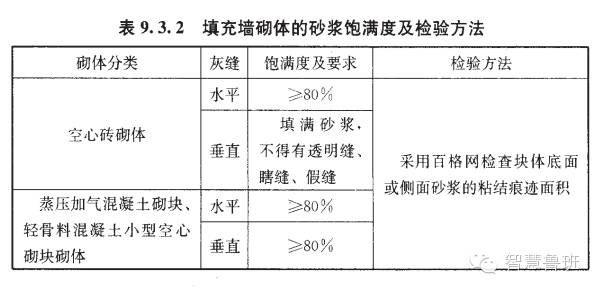 表9.3.2 填充墙砌体的砂浆饱满度及检验方法
砌体分类 灰缝 饱满度及要求 检验方法
空心砖砌体
水平 ≥80%
垂直
填满砂浆，
不得有透明缝、
瞎缝、假缝
蒸压加气混凝土砌块、
轻骨料混凝土小型空心
砌块砌体
水平 ≥80%
垂直 ≥80%
采用百格网检查块体底面
或侧面砂浆的粘结痕迹面积
智慧鲁班